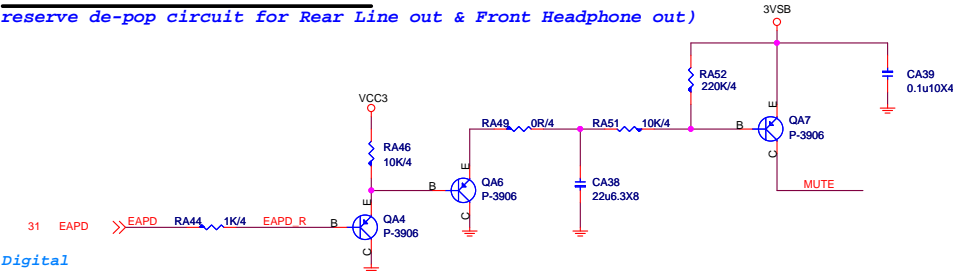 reserve de-pop circuit for Rear Line out & Front Headphone out)
3VSB
RA52
220K/4
CA39
0.1u10X4
VCC3
RA49 0R/4 RA51 10K/4
E
B
QA7
P-3906
C
RA46
10K/4
E
B
QA6
P-3906
C
CA38
22u6.3X8
MUTE
31 EAPD EAPD RA44 1K/4 EAPD_R
E
B
QA4
P-3906
C
Digital